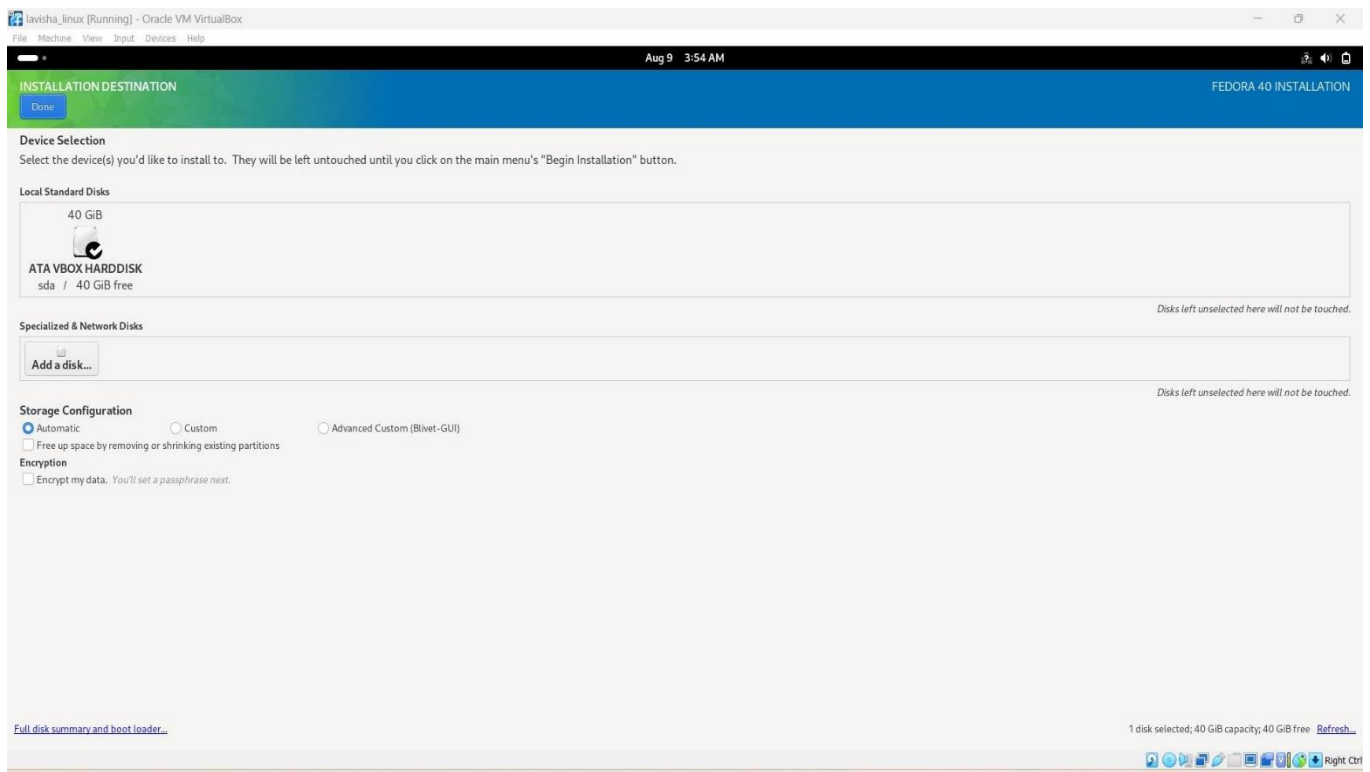 lavisha_linux [Running] - Oracle VM VirtualBox
File Machine View Input Devices Help
Aug 9 3:54 AM
INSTALLATION DESTINATION
FEDORA 40 INSTALLATION
Done
Device Selection
Select the device(s) you'd like to install to. They will be left untouched until you click on the main menu's "Begin Installation" button.
Local Standard Disks
40 GiB
ATA VBOX HARDDISK
sda / 40 GiB free
Disks left unselected here will not be touched.
Specialized & Network Disks
Add a disk...
Disks left unselected here will not be touched.
Storage Configuration
Automatic Custom Advanced Custom (Blivet-GUI)
Free up space by removing or shrinking existing partitions
Encryption
Encrypt my data. You'll set a passphrase next.
Full disk summary and boot loader...
1 disk selected; 40 GiB capacity; 40 GiB free Refresh...
Right Ctrl